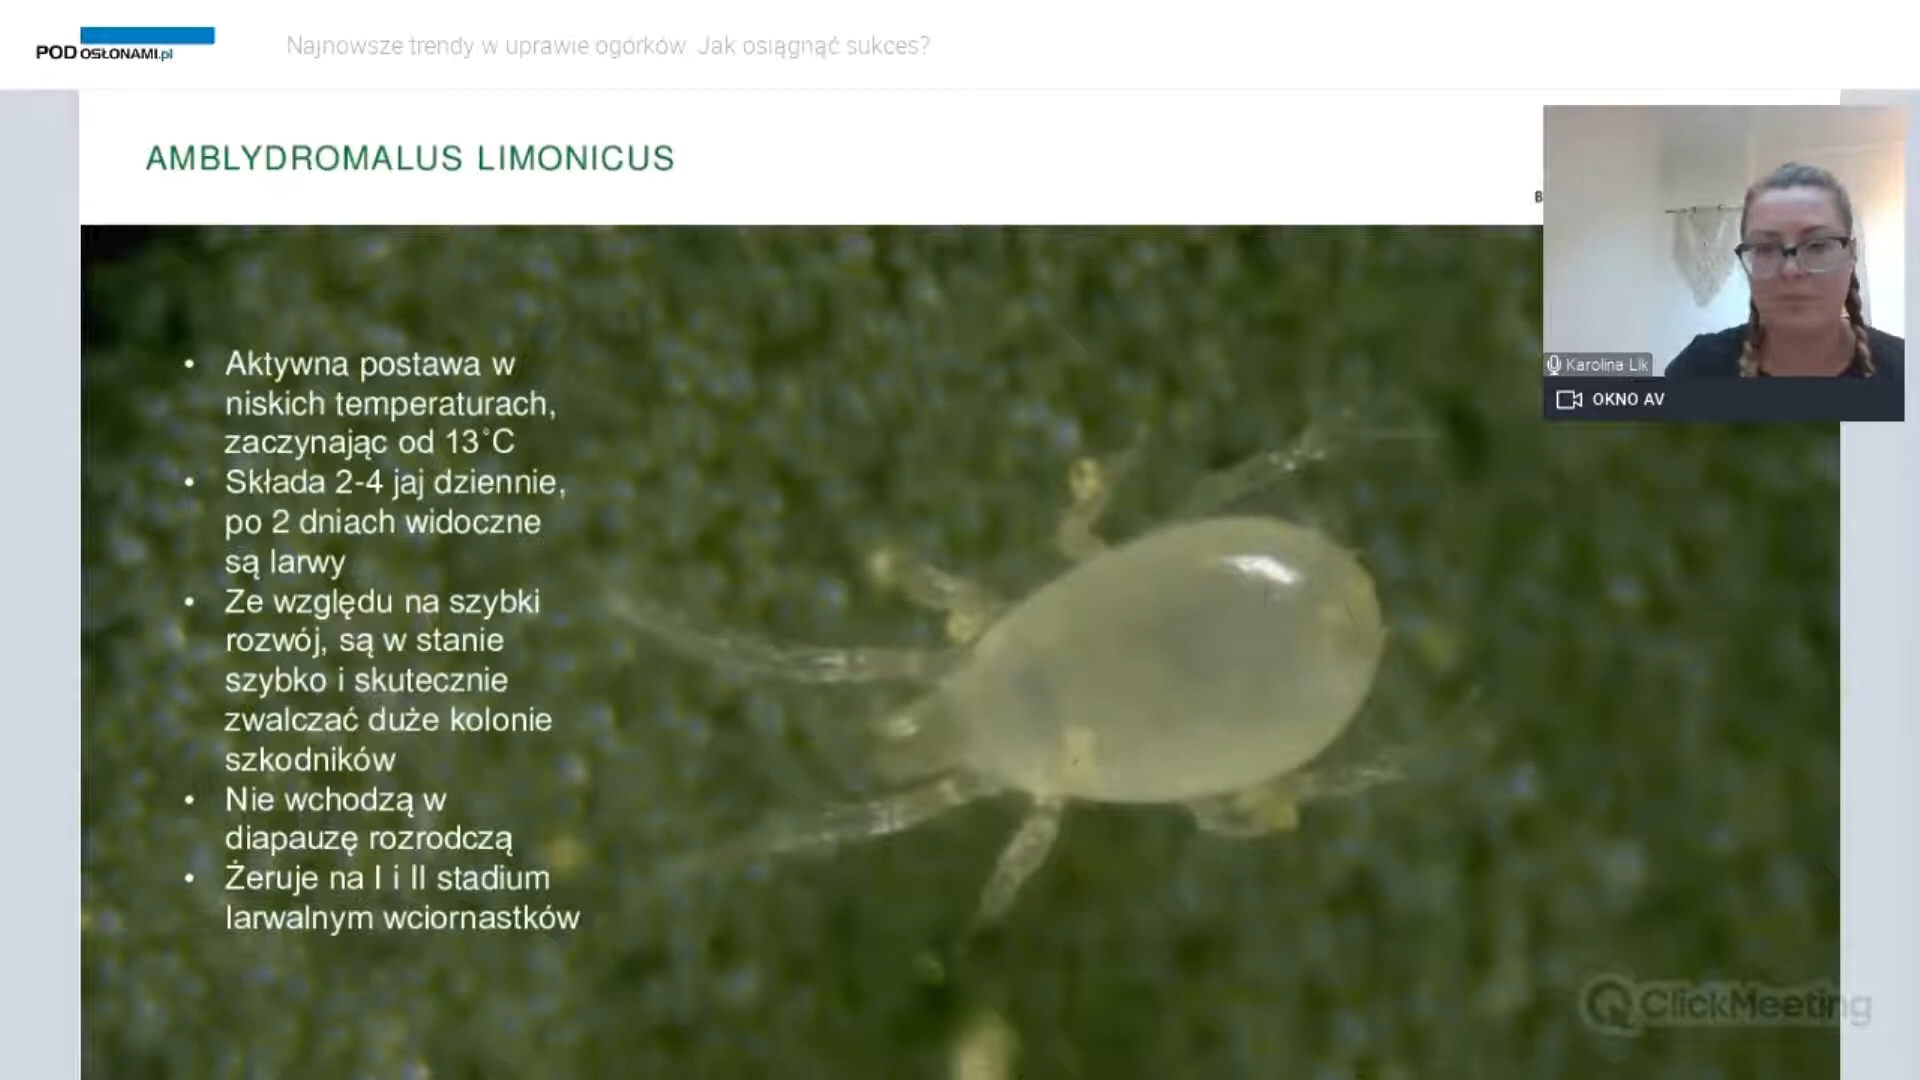 POD OSŁONAMI.pl
Najnowsze trendy w uprawie ogórków. Jak osiągnąć sukces?
AMBLYDROMALUS LIMONICUS
B
• Aktywna postawa w
niskich temperaturach,
zaczynając od 13˚C
• Składa 2-4 jaj dziennie,
po 2 dniach widoczne
są larwy
• Ze względu na szybki
rozwój, są w stanie
szybko i skutecznie
zwalczać duże kolonie
szkodników
• Nie wchodzą w
diapauzę rozrodczą
• Żeruje na I i II stadium
larwalnym wciornastków
Karolina Lik
OKNO AV
ClickMeeting